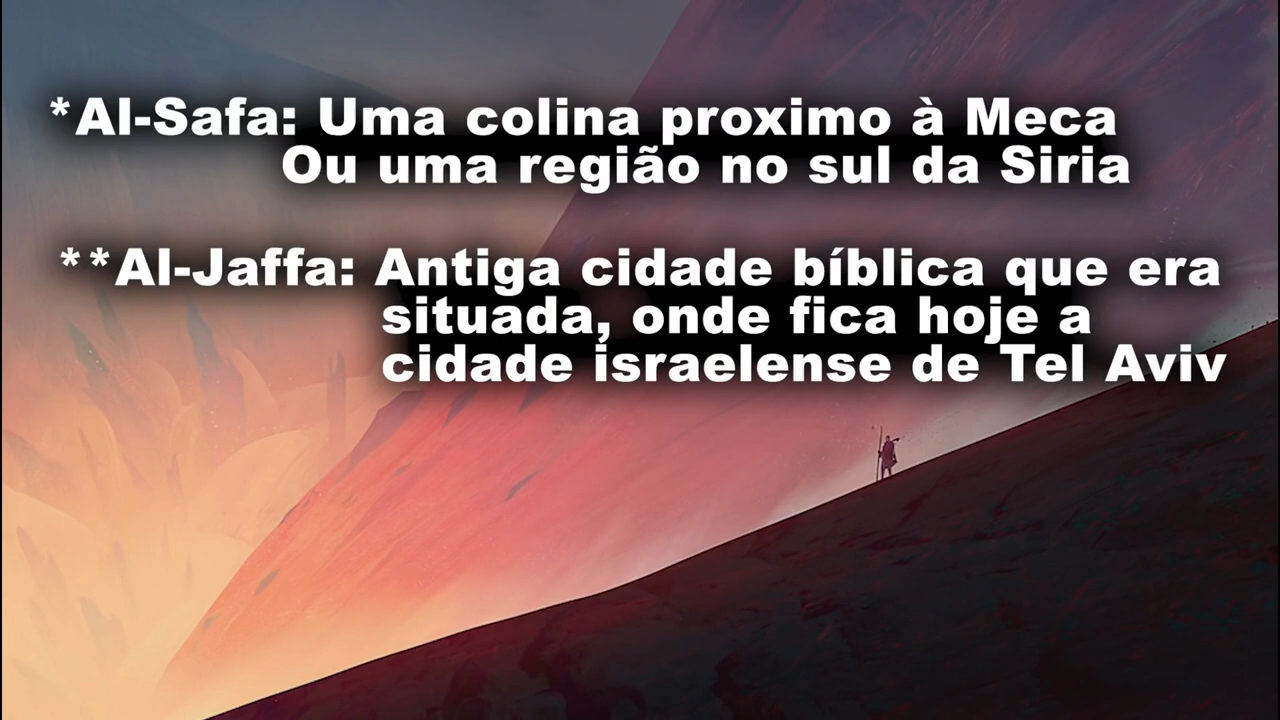 *Al-Safa: Uma colina proximo à Meca
Ou uma região no sul da Siria
**Al-Jaffa: Antiga cidade bíblica que era
situada, onde fica hoje a
cidade israelense de Tel Aviv